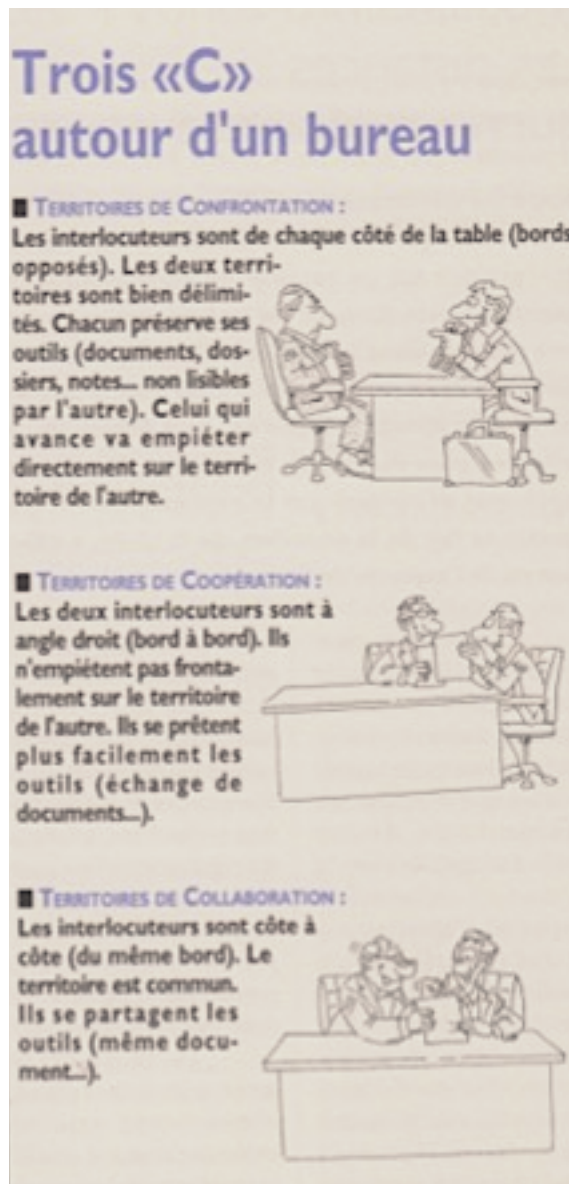 Trois «C»
autour d'un bureau
■ TERRITOIRES DE CONFRONTATION :
Les interlocuteurs sont de chaque côté de la table (bords
opposés). Les deux terri-
toires sont bien délimi-
tés. Chacun préserve ses
outils (documents, dos-
siers, notes... non lisibles
par l'autre). Celui qui
avance va empiéter
directement sur le terri-
toire de l'autre.
■ TERRITOIRES DE COOPÉRATION :
Les deux interlocuteurs sont à
angle droit (bord à bord). Ils
n'empiètent pas fronta-
lement sur le territoire
de l'autre. Ils se prêtent
plus facilement les
outils (échange de
documents...).
■ TERRITOIRES DE COLLABORATION :
Les interlocuteurs sont côte à
côte (du même bord). Le
territoire est commun.
Ils se partagent les
outils (même docu-
ment...).